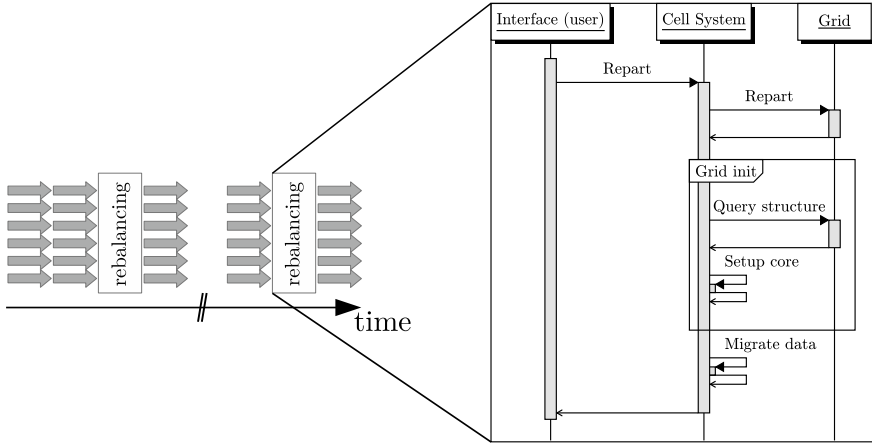 Interface (user)
Cell System
Grid
Repart
Repart
Grid init
Query structure
Setup core
Migrate data
rebalancing
rebalancing
time